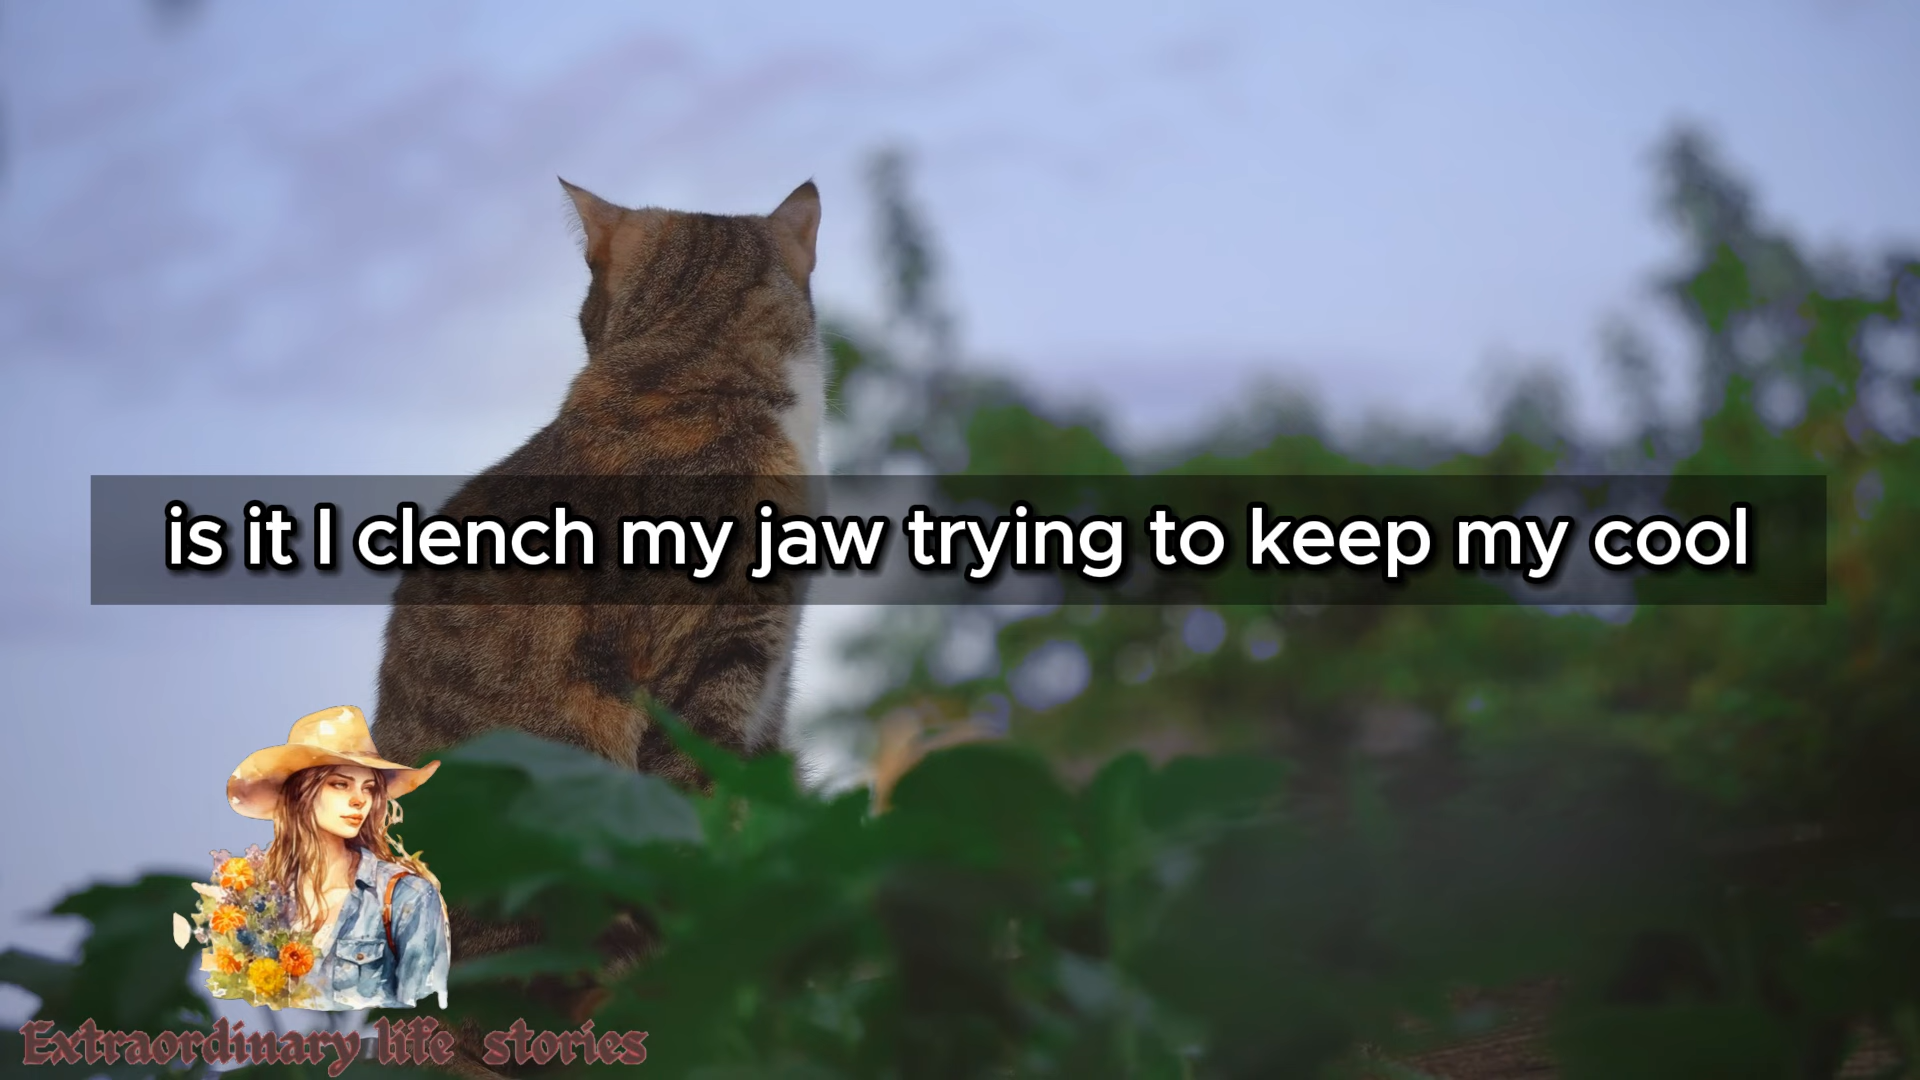 is it I clench my jaw trying to keep my cool
Extraordinary life stories